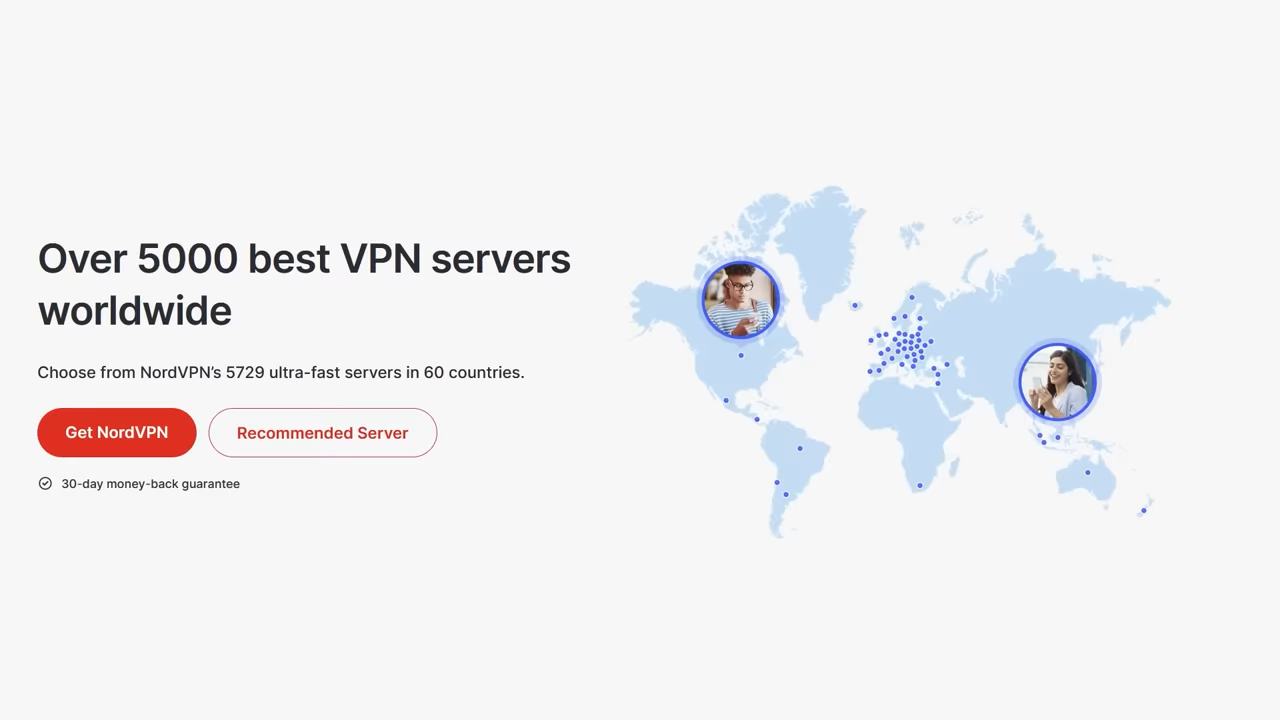 Over 5000 best VPN servers
worldwide
Choose from NordVPN’s 5729 ultra-fast servers in 60 countries.
Get NordVPN
Recommended Server
30-day money-back guarantee